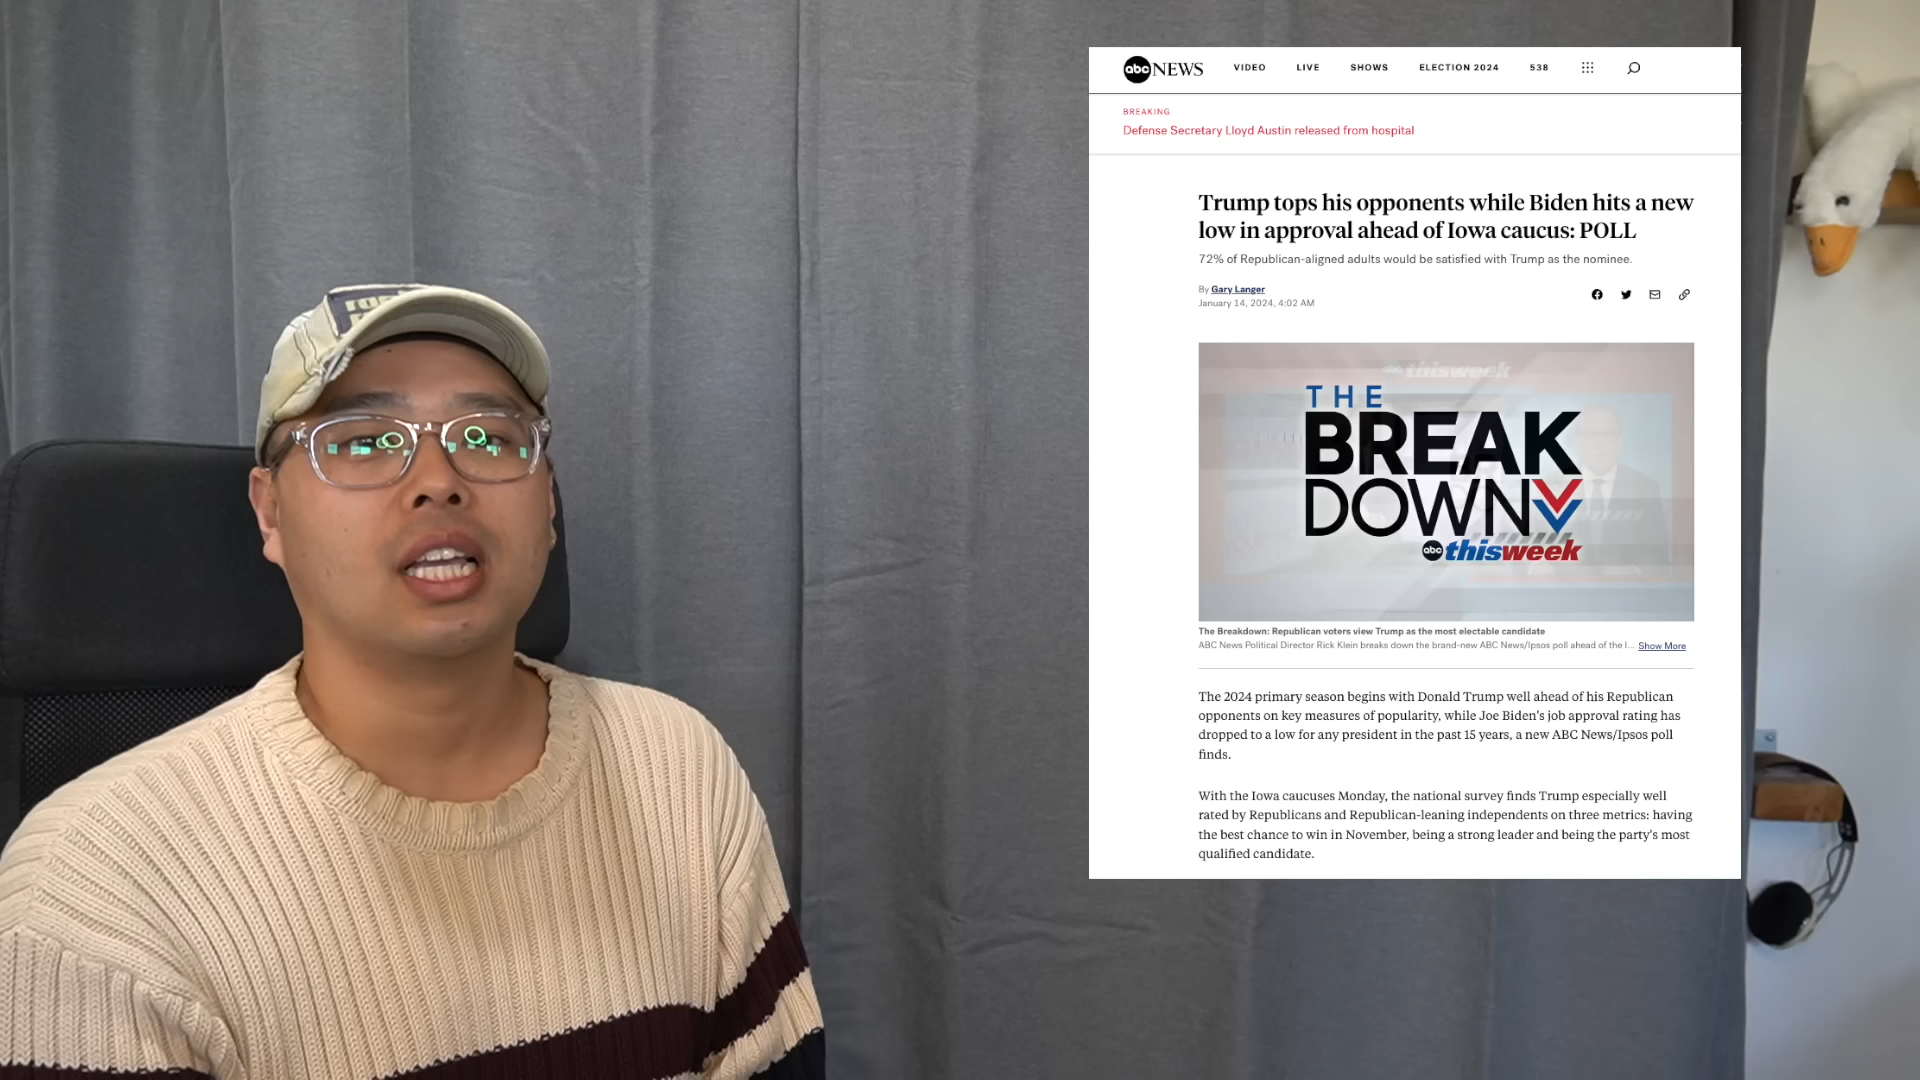 abc NEWS VIDEO LIVE SHOWS ELECTION 2024 538
BREAKING
Defense Secretary Lloyd Austin released from hospital
Trump tops his opponents while Biden hits a new
low in approval ahead of Iowa caucus: POLL
72% of Republican-aligned adults would be satisfied with Trump as the nominee.
By Gary Langer
January 14, 2024, 4:02 AM
abc thisweek
THE
BREAK
DOWN
abc thisweek
The Breakdown: Republican voters view Trump as the most electable candidate
ABC News Political Director Rick Klein breaks down the brand-new ABC News/Ipsos poll ahead of the I... Show More
The 2024 primary season begins with Donald Trump well ahead of his Republican
opponents on key measures of popularity, while Joe Biden's job approval rating has
dropped to a low for any president in the past 15 years, a new ABC News/Ipsos poll
finds.
With the Iowa caucuses Monday, the national survey finds Trump especially well
rated by Republicans and Republican-leaning independents on three metrics: having
the best chance to win in November, being a strong leader and being the party's most
qualified candidate.